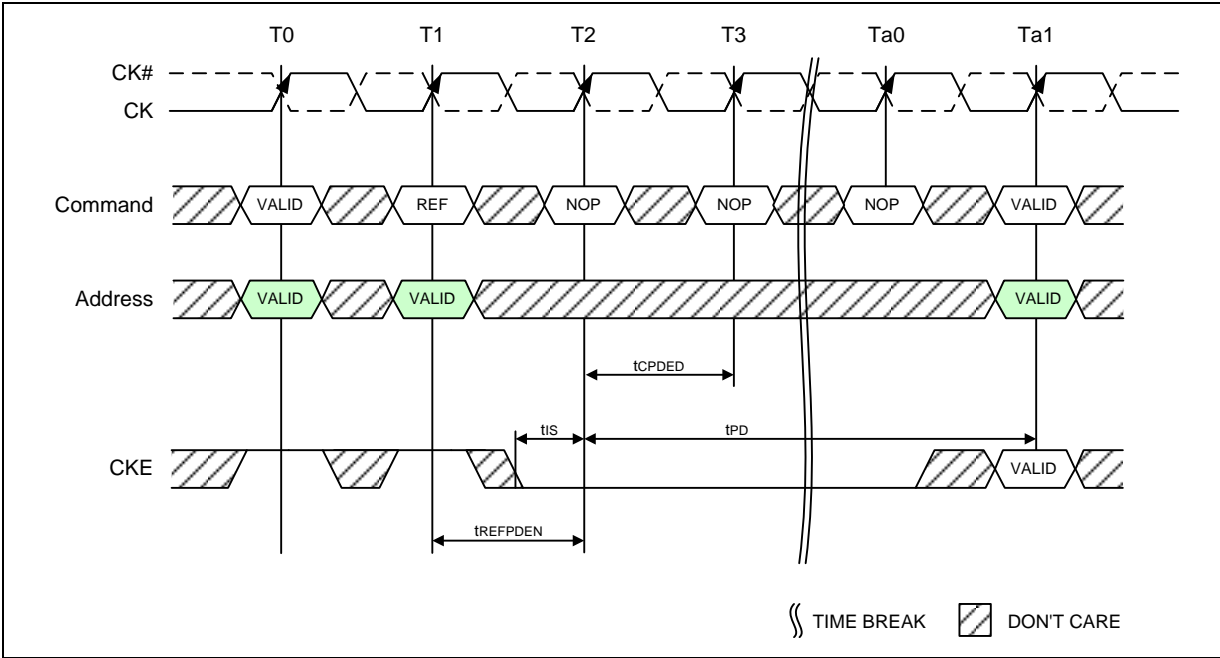 T0 T1 T2 T3 Ta0 Ta1
CK#
CK
Command VALID REF NOP NOP NOP VALID
Address VALID VALID VALID
tCPDED
tIS tPD
CKE VALID
tREFPDEN
TIME BREAK DON'T CARE